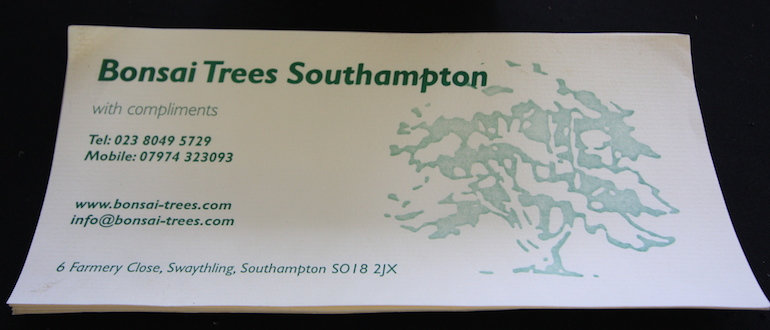 Bonsai Trees Southampton
with compliments
Tel: 023 8049 5729
Mobile: 07974 323093
www.bonsai-trees.com
info@bonsai-trees.com
6 Farmery Close, Swaythling, Southampton SO18 2JX